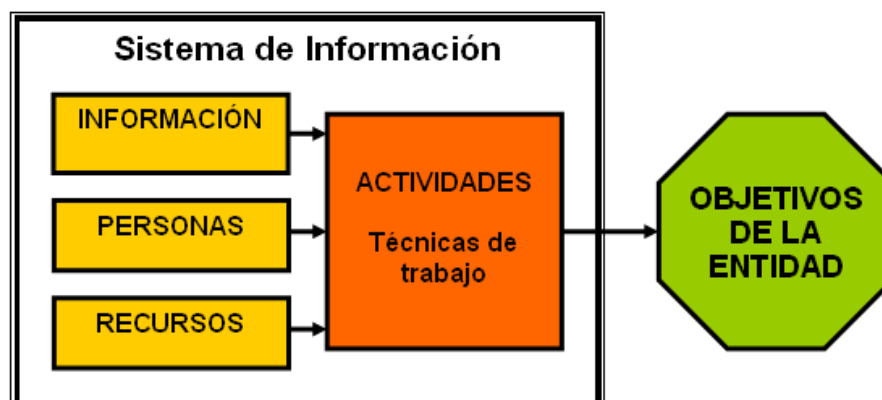 Sistema de Información
INFORMACIÓN
PERSONAS
RECURSOS
ACTIVIDADES
Técnicas de
trabajo
OBJETIVOS
DE LA
ENTIDAD